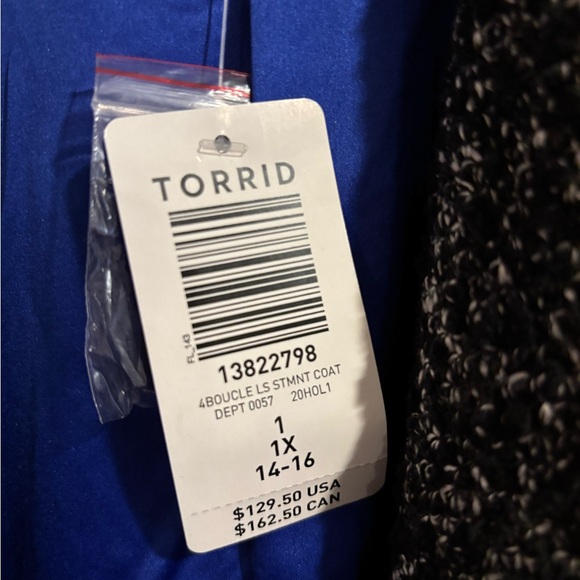 TORRID
FL_143
13822798
4BOUCLE LS STMNT COAT
DEPT 0057 20HOL1
1
1X
14-16
$129.50 USA
$162.50 CAN